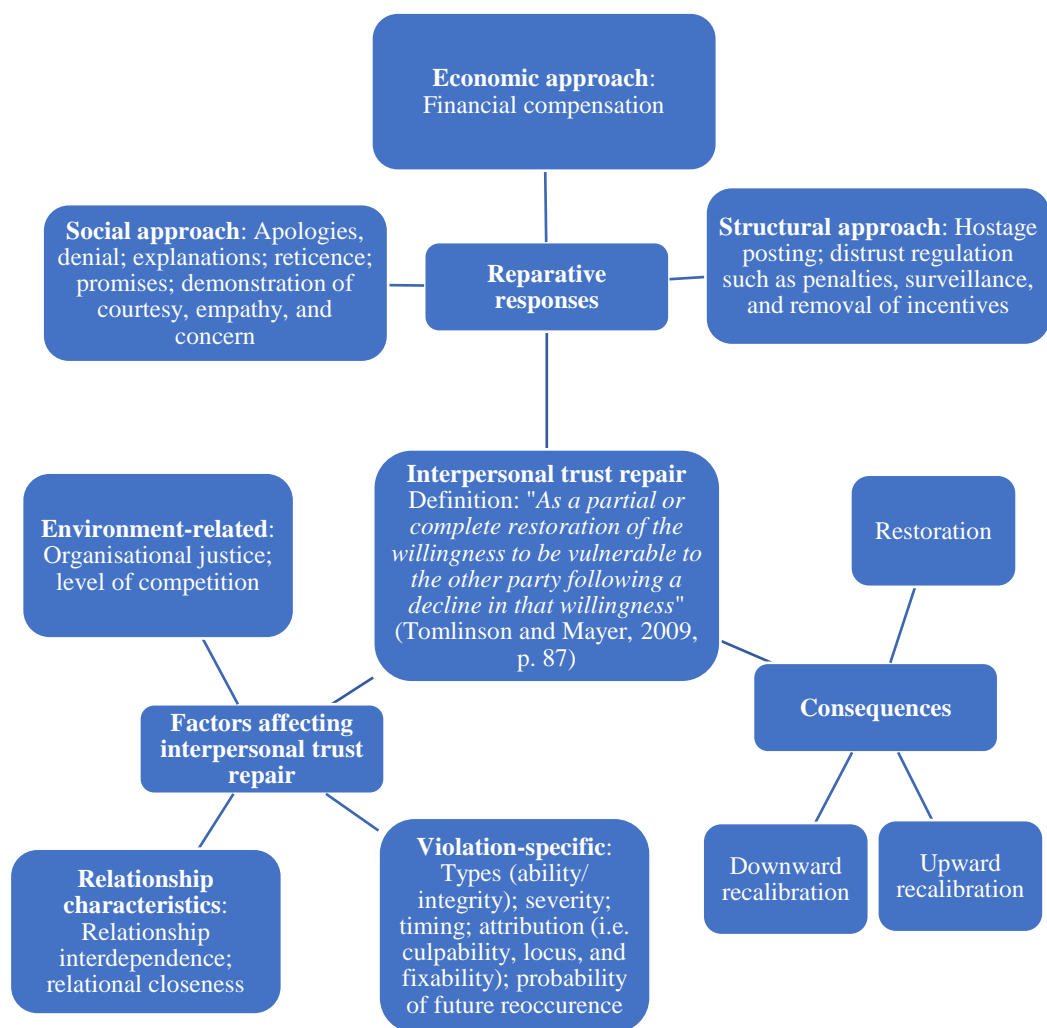 Economic approach:
Financial compensation
Social approach: Apologies,
denial; explanations; reticence;
promises; demonstration of
courtesy, empathy, and
concern
Reparative
responses
Structural approach: Hostage
posting; distrust regulation
such as penalties, surveillance,
and removal of incentives
Interpersonal trust repair
Definition: "As a partial or
complete restoration of the
willingness to be vulnerable to
the other party following a
decline in that willingness"
(Tomlinson and Mayer, 2009,
p. 87)
Environment-related:
Organisational justice;
level of competition
Restoration
Factors affecting
interpersonal trust
repair
Consequences
Relationship
characteristics:
Relationship
interdependence;
relational closeness
Violation-specific:
Types (ability/
integrity); severity;
timing; attribution (i.e.
culpability, locus, and
fixability); probability
of future reoccurence
Downward
recalibration
Upward
recalibration